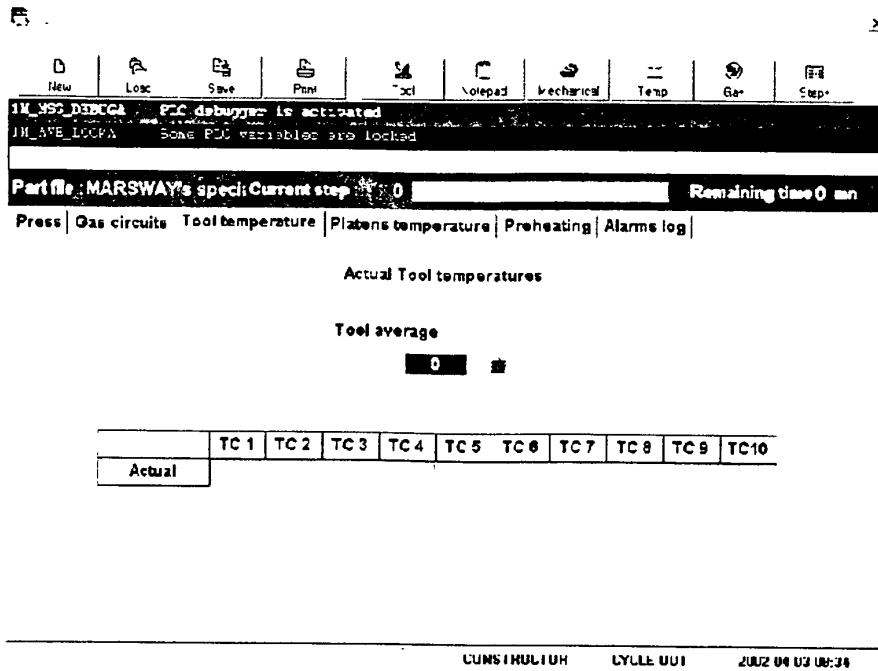 New Save Print Tool Notepad Mechanical Temp Gas Steps
PLC debugger is activated
Some PLC variables are locked
Part file : MARSWAY's speci Current step 0 Remaining time 0 mn
Press Gas circuits Tool temperature Platens temperature Preheating Alarms log
Actual Tool temperatures
Tool average
0
TC 1 TC 2 TC 3 TC 4 TC 5 TC 6 TC 7 TC 8 TC 9 TC10
Actual
CONSTRUCTOR CYCLE OUT 2002 04 03 08:34